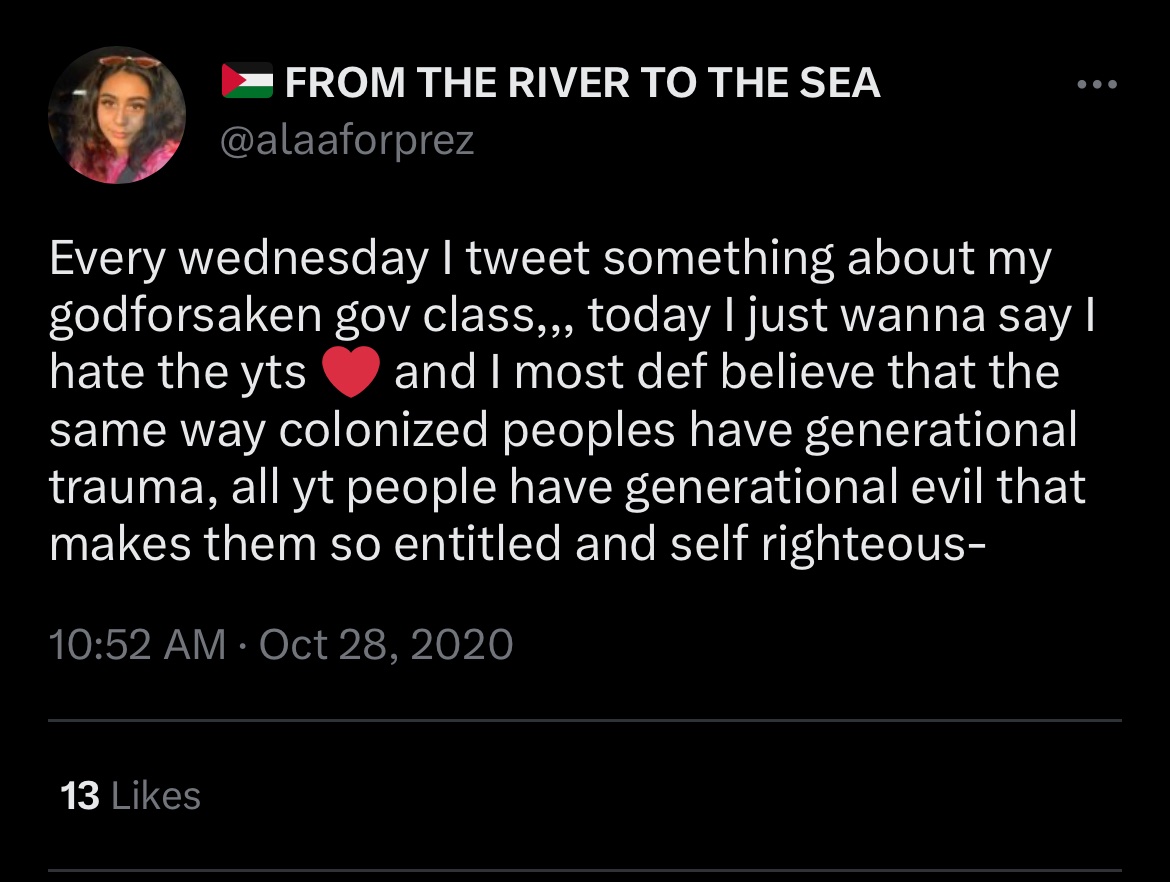 🇵🇸 FROM THE RIVER TO THE SEA
@alaaforprez
Every wednesday I tweet something about my
godforsaken gov class,,, today I just wanna say I
hate the yts ❤️ and I most def believe that the
same way colonized peoples have generational
trauma, all yt people have generational evil that
makes them so entitled and self righteous-
10:52 AM · Oct 28, 2020
13 Likes